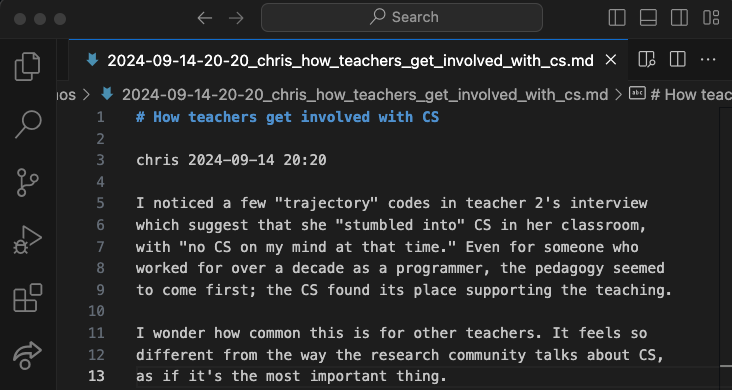 Search
2024-09-14-20-20_chris_how_teachers_get_involved_with_cs.md
2024-09-14-20-20_chris_how_teachers_get_involved_with_cs.md > # How teac
1 # How teachers get involved with CS
2
3 chris 2024-09-14 20:20
4
5 I noticed a few "trajectory" codes in teacher 2's interview
6 which suggest that she "stumbled into" CS in her classroom,
7 with "no CS on my mind at that time." Even for someone who
8 worked for over a decade as a programmer, the pedagogy seemed
9 to come first; the CS found its place supporting the teaching.
10
11 I wonder how common this is for other teachers. It feels so
12 different from the way the research community talks about CS,
13 as if it's the most important thing.